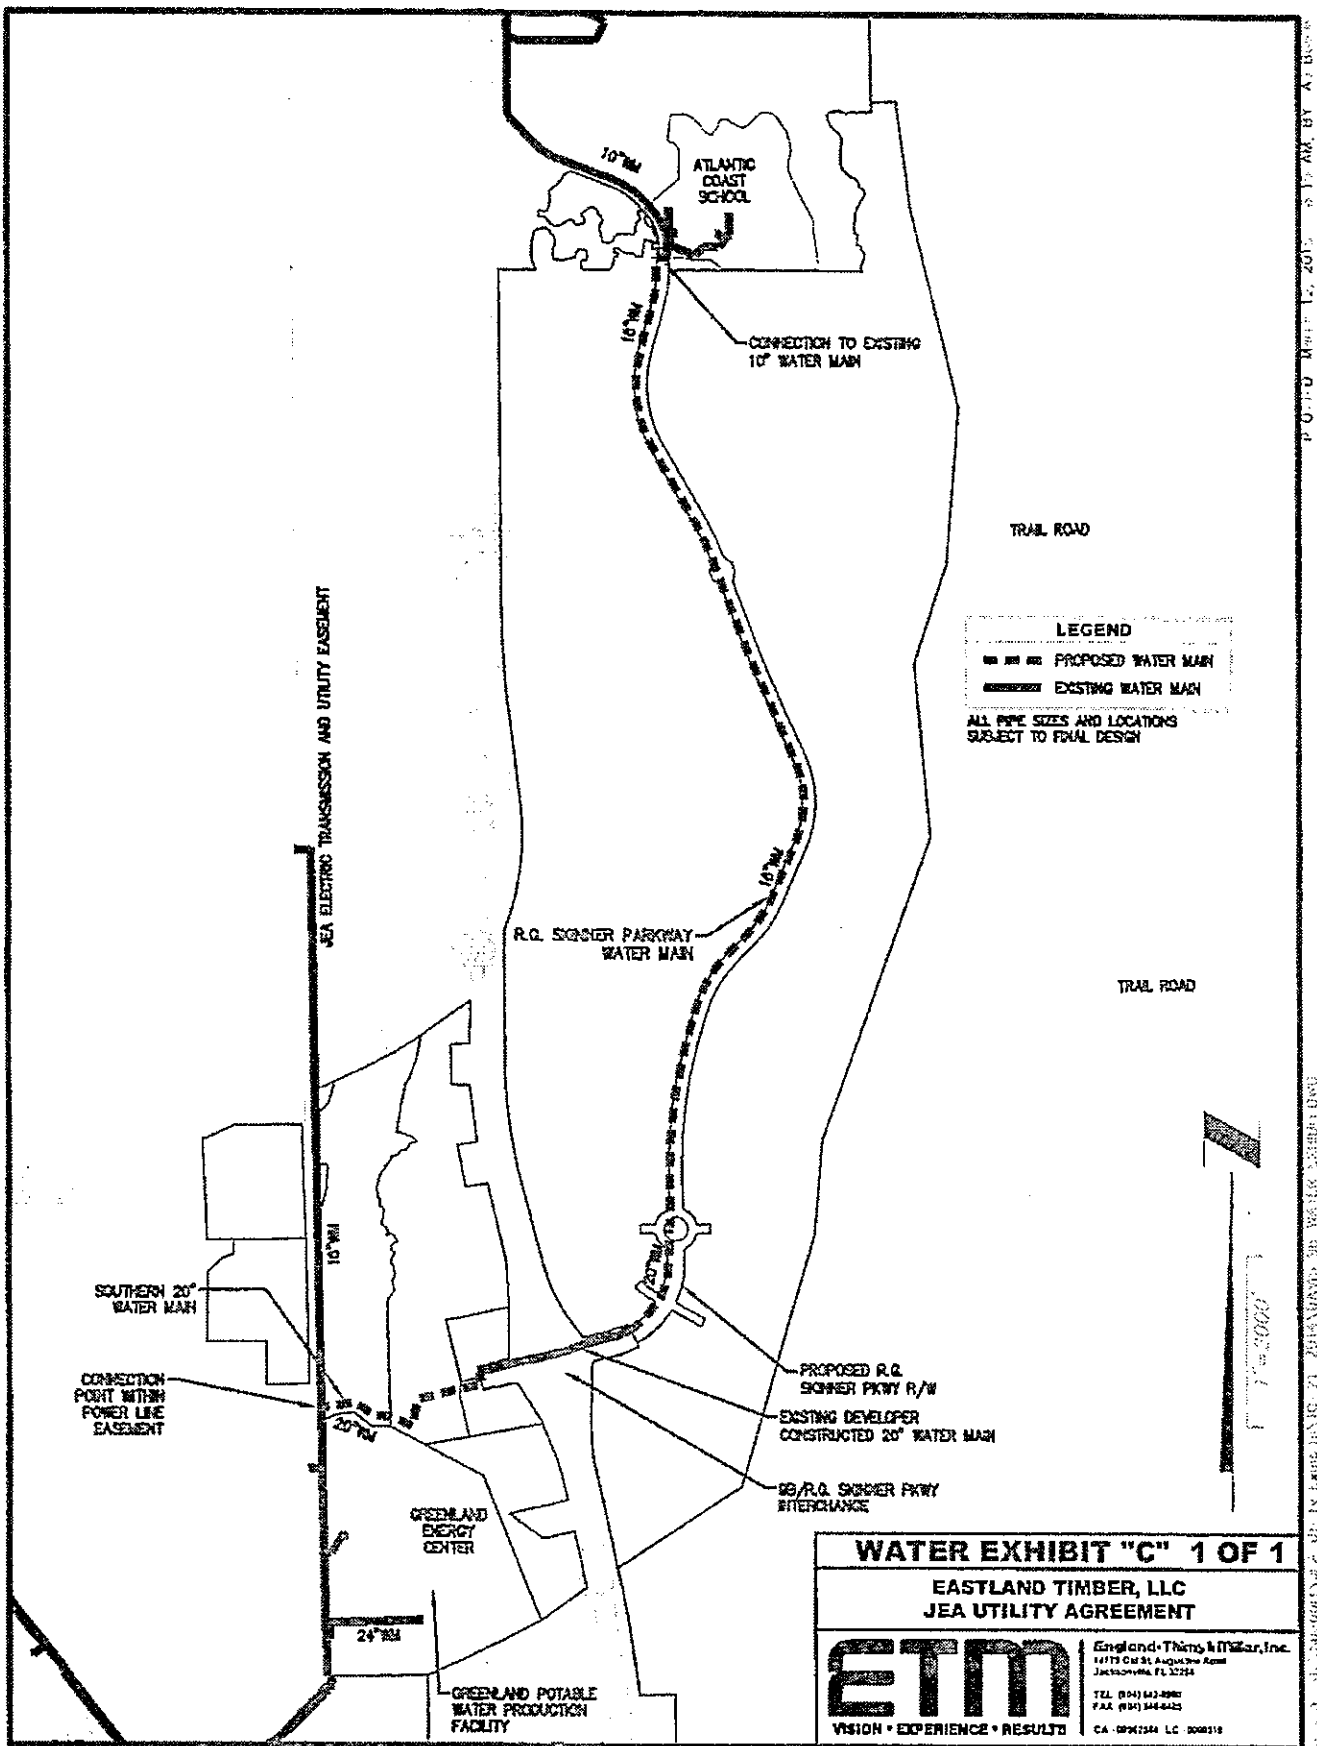 10"WM
ATLANTIC
COAST
SCHOOL
16"WM
CONNECTION TO EXISTING
10" WATER MAIN
TRAIL ROAD
LEGEND
PROPOSED WATER MAIN
EXISTING WATER MAIN
ALL PIPE SIZES AND LOCATIONS
SUBJECT TO FINAL DESIGN
JEA ELECTRIC TRANSMISSION AND UTILITY EASEMENT
16"WM
R.G. SKINNER PARKWAY
WATER MAIN
TRAIL ROAD
16"WM
20"WM
SOUTHERN 20"
WATER MAIN
CONNECTION
POINT WITHIN
POWER LINE
EASEMENT
20"WM
PROPOSED R.G.
SKINNER PKWY R/W
EXISTING DEVELOPER
CONSTRUCTED 20" WATER MAIN
9B/R.G. SKINNER PKWY
INTERCHANGE
GREENLAND
ENERGY
CENTER
24"WM
GREENLAND POTABLE
WATER PRODUCTION
FACILITY
WATER EXHIBIT "C" 1 OF 1
EASTLAND TIMBER, LLC
JEA UTILITY AGREEMENT
ETM
VISION • EXPERIENCE • RESULTS
England-Thims & Miller, Inc.
Jacksonville, FL
TEL
FAX
CA LC